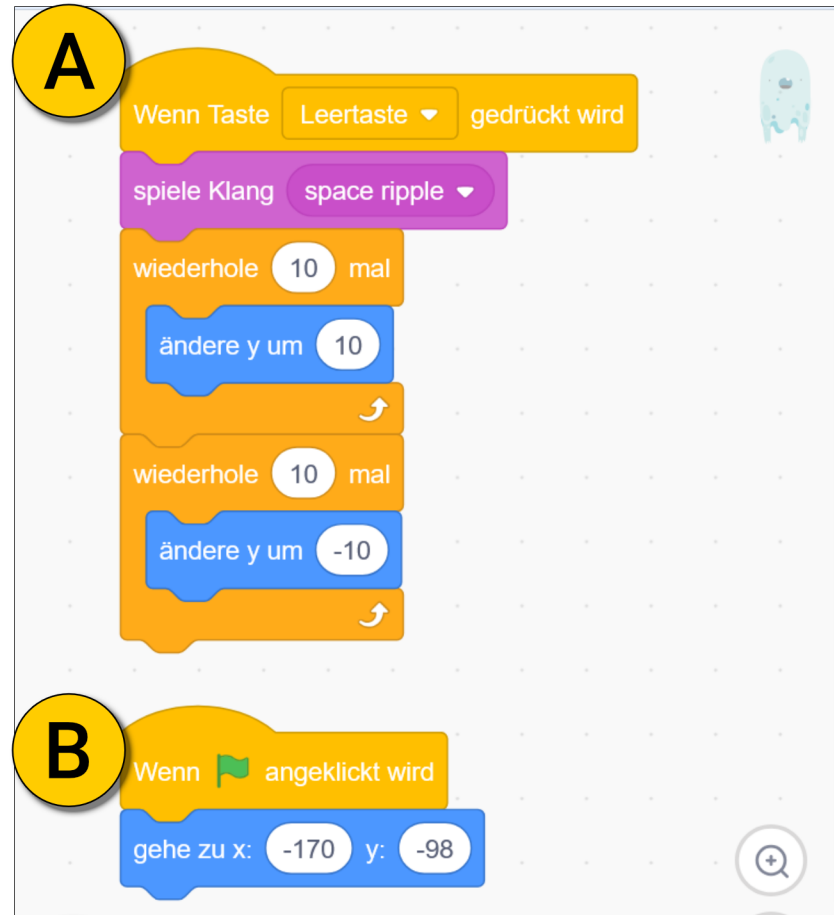 A
Wenn Taste Leertaste gedrückt wird
spiele Klang space ripple
wiederhole 10 mal
ändere y um 10
wiederhole 10 mal
ändere y um -10
B
Wenn angeklickt wird
gehe zu x: -170 y: -98